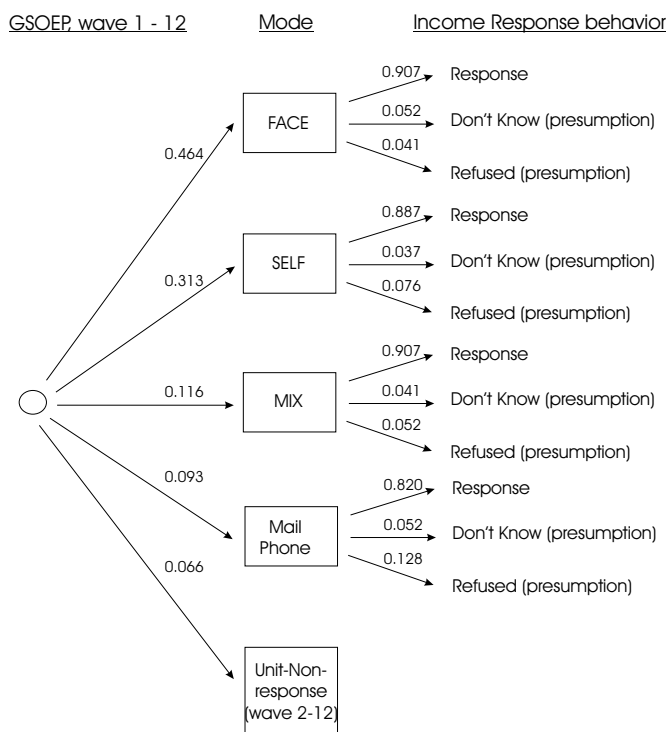 GSOEP, wave 1 - 12 Mode Income Response behavior
0.907 Response
FACE 0.052 Don't Know (presumption)
0.041 Refused (presumption)
0.464
0.887 Response
SELF 0.037 Don't Know (presumption)
0.076 Refused (presumption)
0.313
0.907 Response
0.116 MIX 0.041 Don't Know (presumption)
0.052 Refused (presumption)
0.093
0.820 Response
Mail
Phone
0.052 Don't Know (presumption)
0.128 Refused (presumption)
0.066
Unit-Non-
response
(wave 2-12)